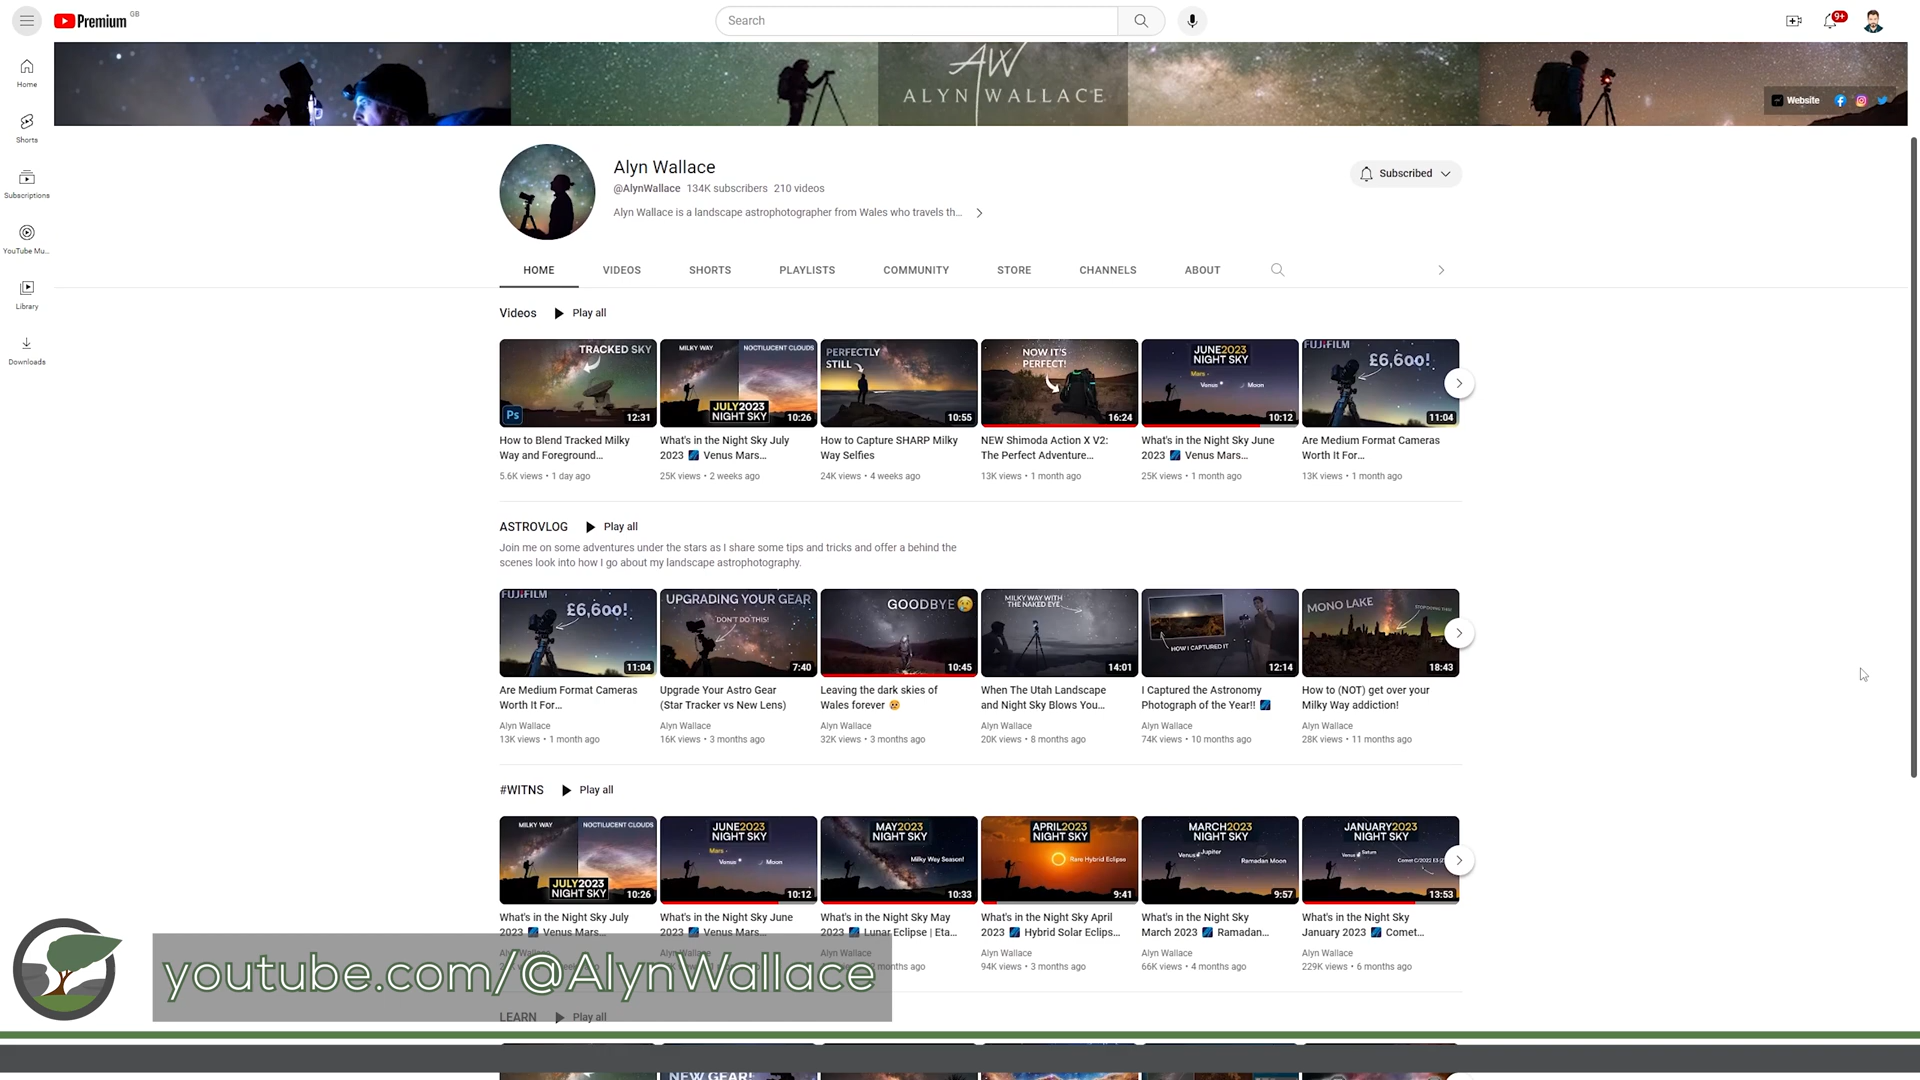 Premium GB
Search
9+
Home
Shorts
Subscriptions
YouTube Mu...
Library
Downloads
AW
ALYN WALLACE
Website
Alyn Wallace
@AlynWallace 134K subscribers 210 videos
Alyn Wallace is a landscape astrophotographer from Wales who travels th...
Subscribed
HOME VIDEOS SHORTS PLAYLISTS COMMUNITY STORE CHANNELS ABOUT
Videos Play all
TRACKED SKY
Ps
12:31
MILKY WAY NOCTILUCENT CLOUDS
JULY2023
NIGHT SKY
10:26
PERFECTLY
STILL
10:55
NOW IT'S
PERFECT!
16:24
JUNE2023
NIGHT SKY
Mars
Venus Moon
10:12
FUJIFILM
£6,600!
11:04
How to Blend Tracked Milky
Way and Foreground...
5.6K views • 1 day ago
What's in the Night Sky July
2023 Venus Mars...
25K views • 2 weeks ago
How to Capture SHARP Milky
Way Selfies
24K views • 4 weeks ago
NEW Shimoda Action X V2:
The Perfect Adventure...
13K views • 1 month ago
What's in the Night Sky June
2023 Venus Mars...
25K views • 1 month ago
Are Medium Format Cameras
Worth It For...
13K views • 1 month ago
ASTROVLOG Play all
Join me on some adventures under the stars as I share some tips and tricks and offer a behind the
scenes look into how I go about my landscape astrophotography.
FUJIFILM
£6,600!
11:04
UPGRADING YOUR GEAR
DON'T DO THIS!
7:40
GOODBYE
10:45
MILKY WAY WITH
THE NAKED EYE
14:01
HOW I CAPTURED IT
12:14
MONO LAKE
18:43
Are Medium Format Cameras
Worth It For...
Alyn Wallace
13K views • 1 month ago
Upgrade Your Astro Gear
(Star Tracker vs New Lens)
Alyn Wallace
16K views • 3 months ago
Leaving the dark skies of
Wales forever
Alyn Wallace
32K views • 3 months ago
When The Utah Landscape
and Night Sky Blows You...
Alyn Wallace
20K views • 8 months ago
I Captured the Astronomy
Photograph of the Year!!
Alyn Wallace
74K views • 10 months ago
How to (NOT) get over your
Milky Way addiction!
Alyn Wallace
28K views • 11 months ago
#WITNS Play all
MILKY WAY NOCTILUCENT CLOUDS
JULY2023
NIGHT SKY
10:26
JUNE2023
NIGHT SKY
Mars
Venus Moon
10:12
MAY2023
NIGHT SKY
Milky Way Season!
10:33
APRIL2023
NIGHT SKY
Rare Hybrid Eclipse
9:41
MARCH2023
NIGHT SKY
Venus Jupiter
Ramadan Moon
9:57
JANUARY2023
NIGHT SKY
Venus Saturn
Comet C/2022 E3 (Z
13:53
What's in the Night Sky July
2023 Venus Mars...
What's in the Night Sky June
2023 Venus Mars...
What's in the Night Sky May
2023 Lunar Eclipse | Eta...
months ago
What's in the Night Sky April
2023 Hybrid Solar Eclips...
Alyn Wallace
94K views • 3 months ago
What's in the Night Sky
March 2023 Ramadan...
Alyn Wallace
66K views • 4 months ago
What's in the Night Sky
January 2023 Comet...
Alyn Wallace
229K views • 6 months ago
youtube.com/@AlynWallace
LEARN Play all
NEW GEAR!